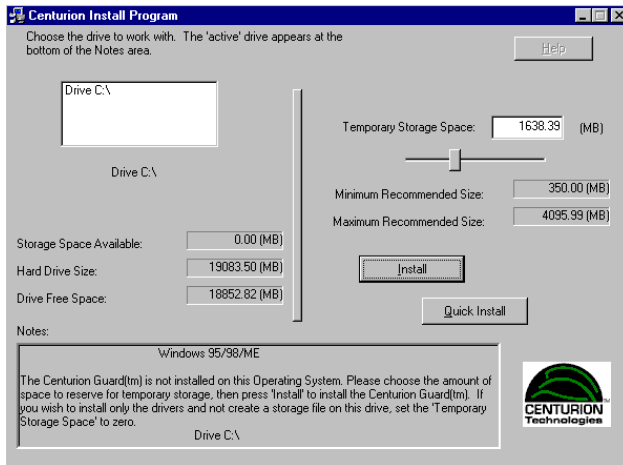 Centurion Install Program
Choose the drive to work with. The 'active' drive appears at the
bottom of the Notes area.
Help
Drive C:\
Drive C:\
Temporary Storage Space: 1638.39 (MB)
Minimum Recommended Size: 350.00 (MB)
Maximum Recommended Size: 4095.99 (MB)
Storage Space Available: 0.00 (MB)
Hard Drive Size: 19083.50 (MB)
Drive Free Space: 18852.82 (MB)
Install
Quick Install
Notes:
Windows 95/98/ME
The Centurion Guard(tm) is not installed on this Operating System. Please choose the amount of
space to reserve for temporary storage, then press 'Install' to install the Centurion Guard(tm). If
you wish to install only the drivers and not create a storage file on this drive, set the 'Temporary
Storage Space' to zero.
Drive C:\
CENTURION
Technologies